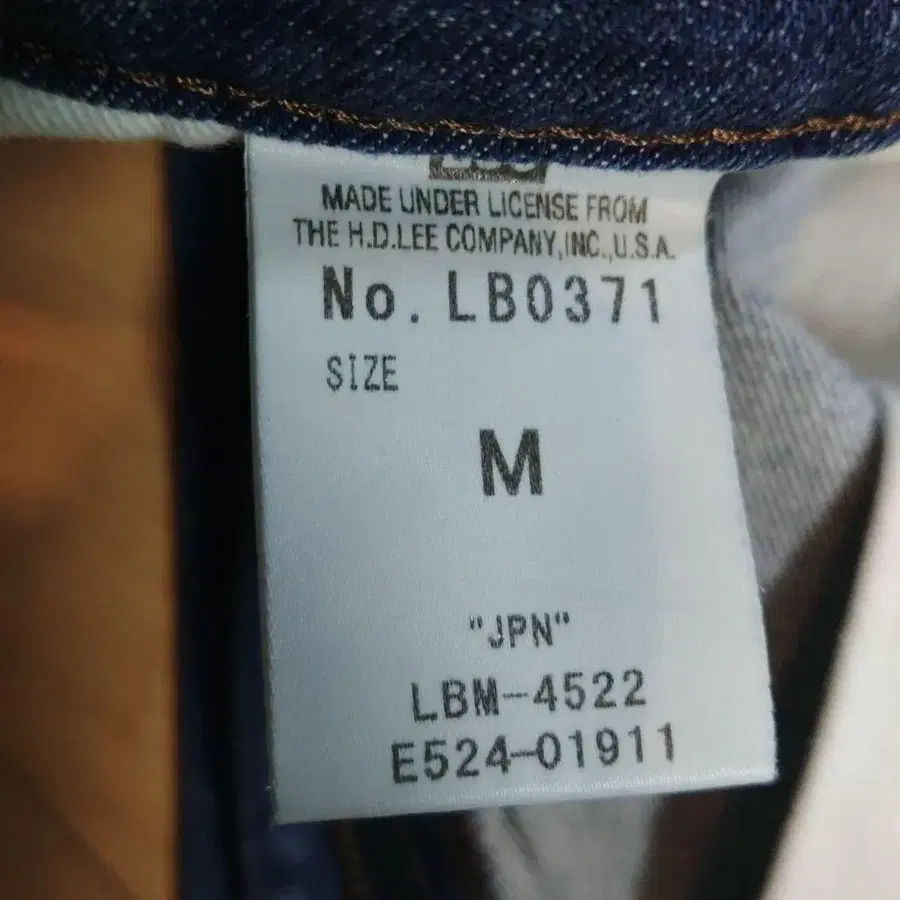 MADE UNDER LICENSE FROM
THE H.D.LEE COMPANY,INC.,U.S.A.
No. LB0371
SIZE
M
"JPN"
LBM-4522
E524-01911